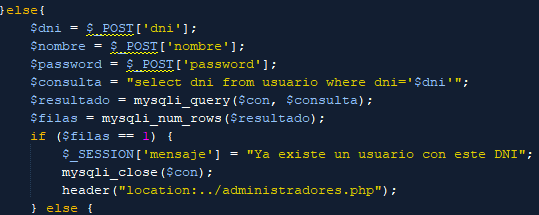 }else{
$dni = $_POST['dni'];
$nombre = $_POST['nombre'];
$password = $_POST['password'];
$consulta = "select dni from usuario where dni='$dni'";
$resultado = mysqli_query($con, $consulta);
$filas = mysqli_num_rows($resultado);
if ($filas == 1) {
$_SESSION['mensaje'] = "Ya existe un usuario con este DNI";
mysqli_close($con);
header("location:../administradores.php");
} else {